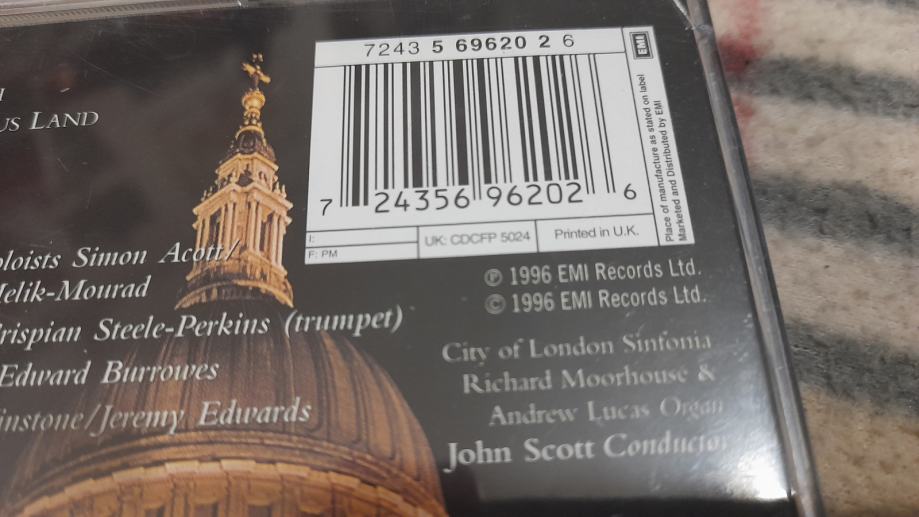 7243 5 69620 2 6
EMI
US LAND
7 24356 96202 6
Place of manufacture as stated on label
Marketed and Distributed by EMI
I:
F: PM
UK: CDCFP 5024
Printed in U.K.
oloists Simon Acott/
Melik-Mourad
rispian Steele-Perkins (trumpet)
Edward Burrowes
instone/Jeremy Edwards
℗ 1996 EMI Records Ltd.
© 1996 EMI Records Ltd.
City of London Sinfonia
Richard Moorhouse &
Andrew Lucas Organ
John Scott Conductor